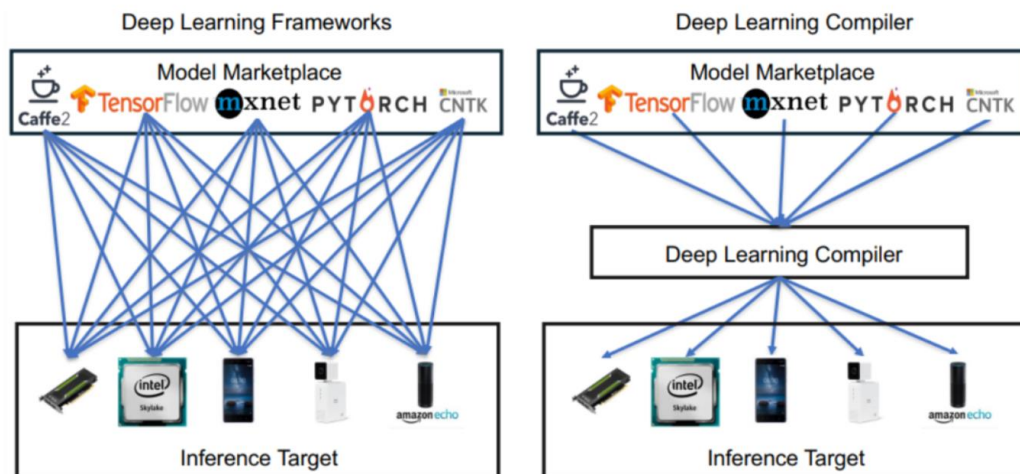 Deep Learning Frameworks
Model Marketplace
Caffe2
TensorFlow
mxnet
PYTORCH
Microsoft
CNTK
intel
Skylake
amazon echo
Inference Target
Deep Learning Compiler
Model Marketplace
Caffe2
TensorFlow
mxnet
PYTORCH
Microsoft
CNTK
Deep Learning Compiler
intel
Skylake
amazon echo
Inference Target